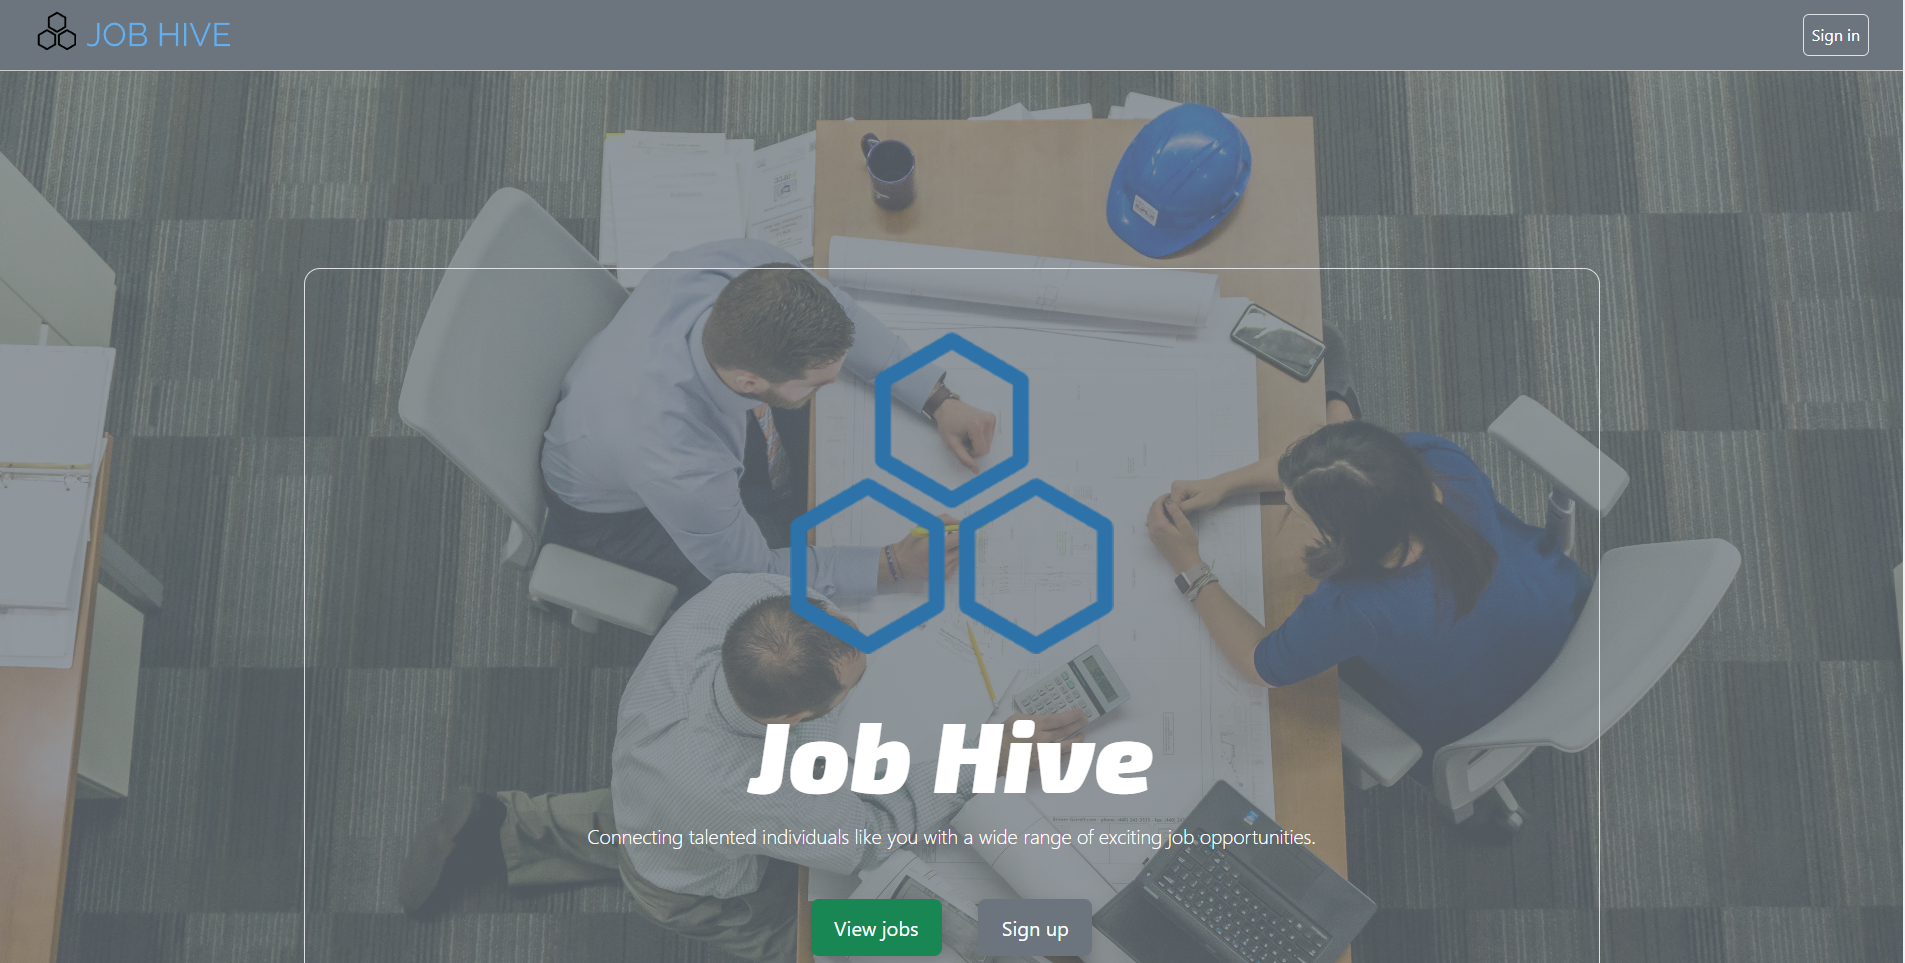 JOB HIVE
Sign in
Job Hive
Connecting talented individuals like you with a wide range of exciting job opportunities.
View jobs
Sign up